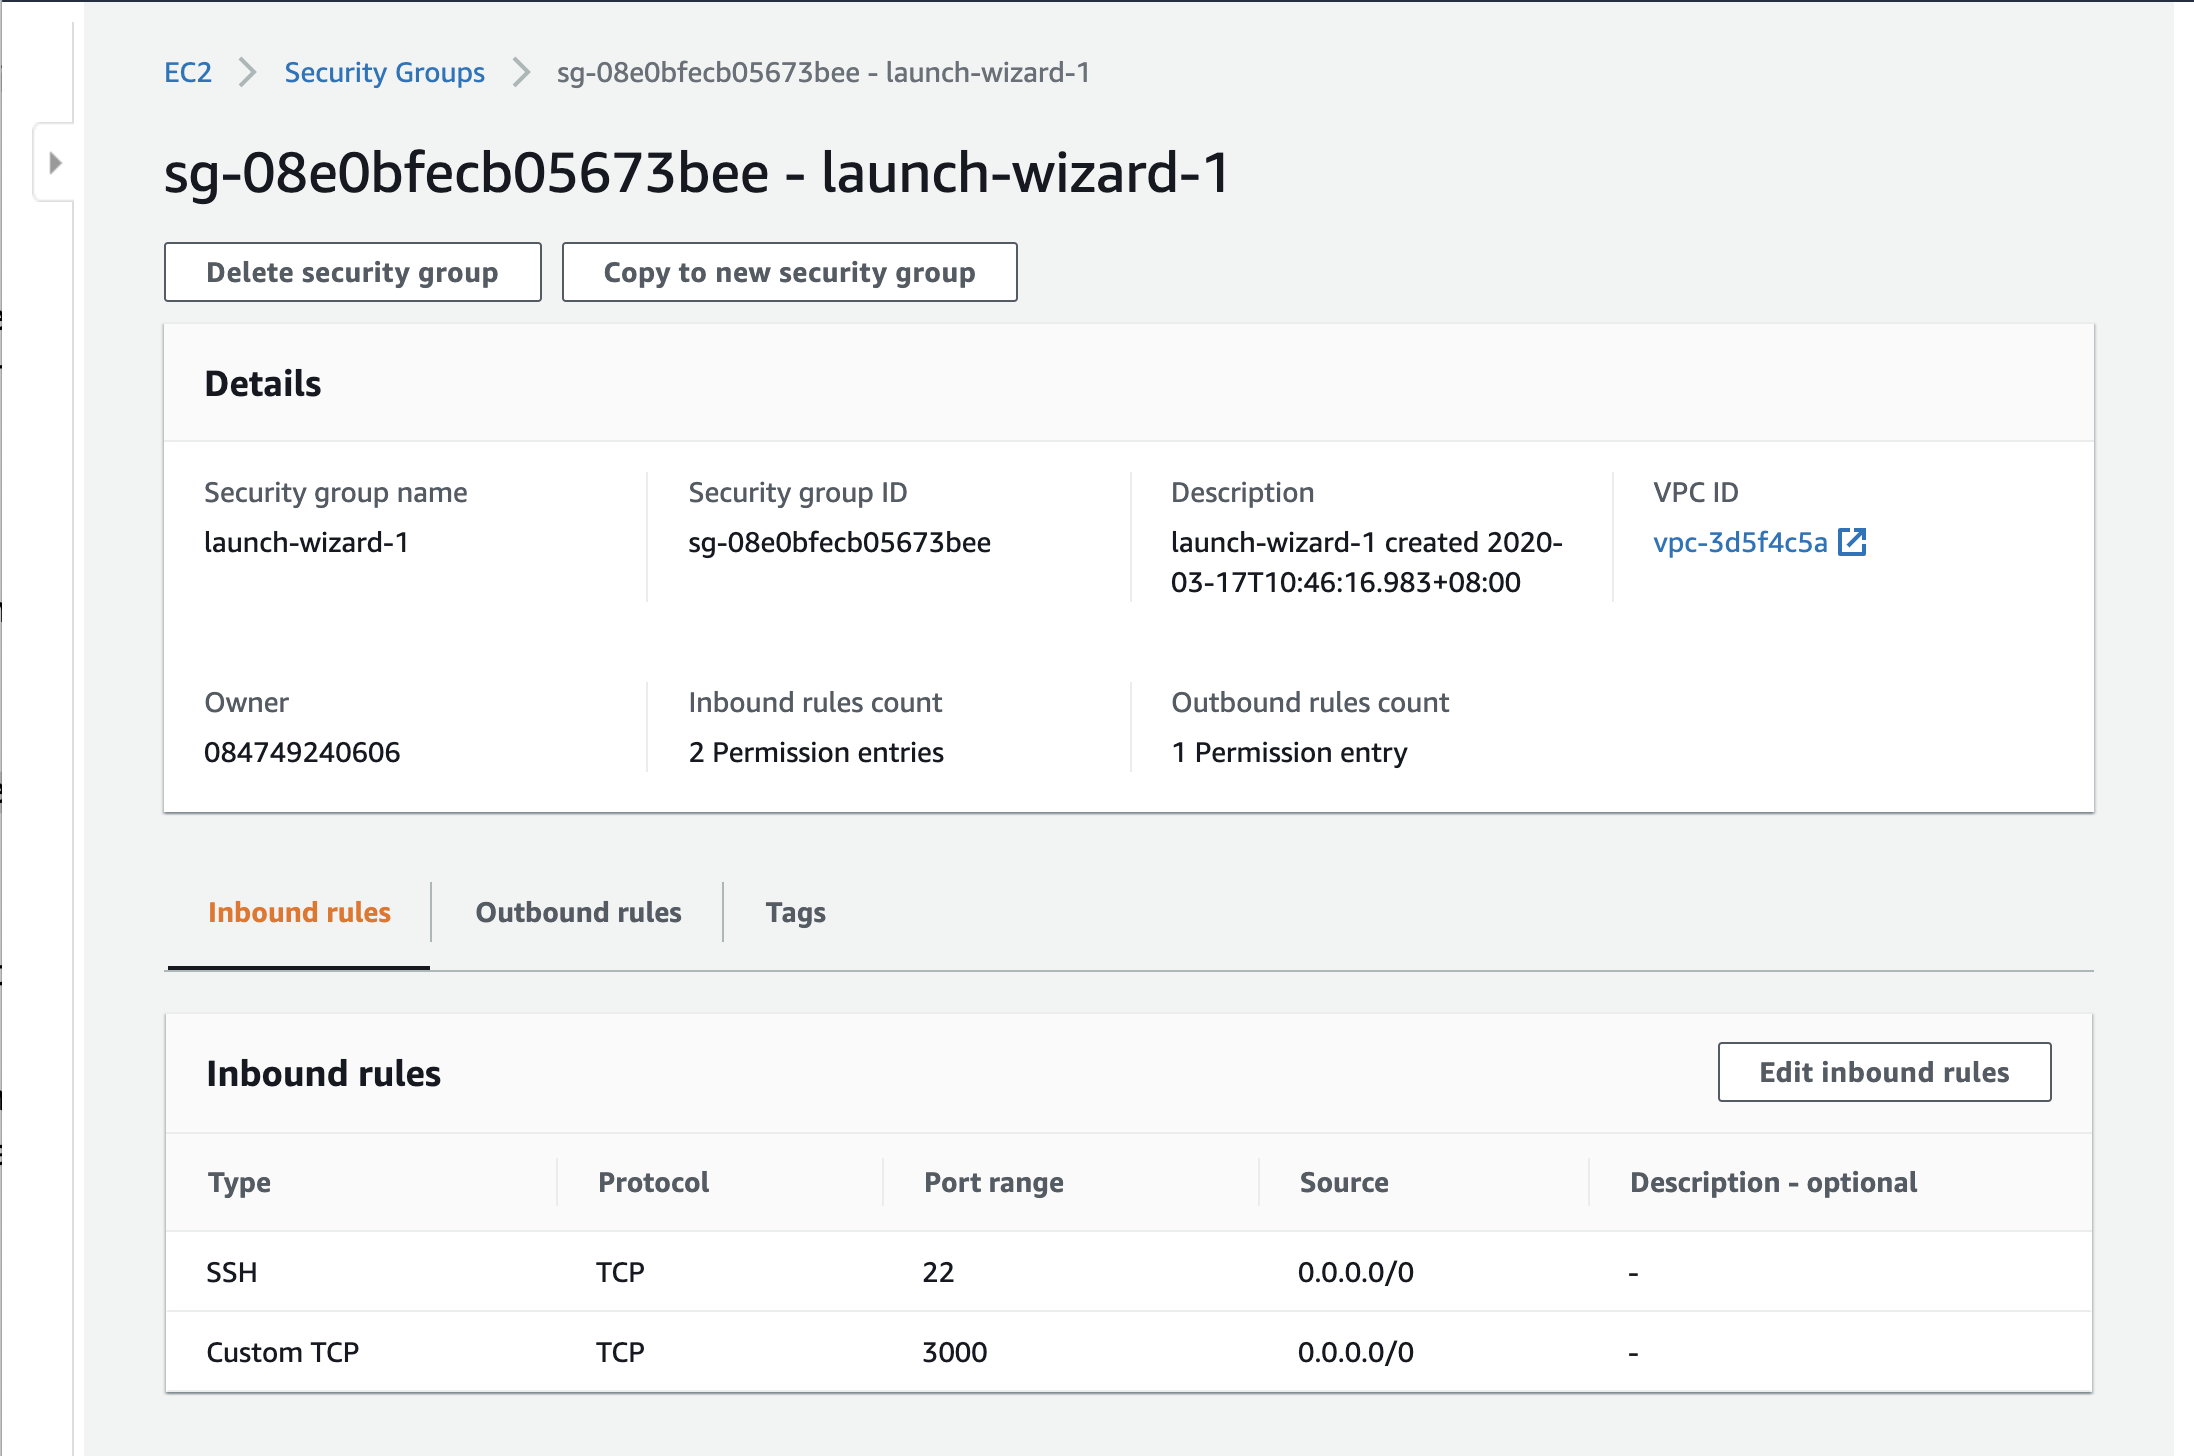 EC2 Security Groups sg-08e0bfecb05673bee - launch-wizard-1
sg-08e0bfecb05673bee - launch-wizard-1
Delete security group Copy to new security group
Details
Security group name Security group ID Description VPC ID
launch-wizard-1 sg-08e0bfecb05673bee launch-wizard-1 created 2020- vpc-3d5f4c5a
03-17T10:46:16.983+08:00
Owner Inbound rules count Outbound rules count
084749240606 2 Permission entries 1 Permission entry
Inbound rules Outbound rules Tags
Inbound rules Edit inbound rules
Type Protocol Port range Source Description - optional
SSH TCP 22 0.0.0.0/0 -
Custom TCP TCP 3000 0.0.0.0/0 -